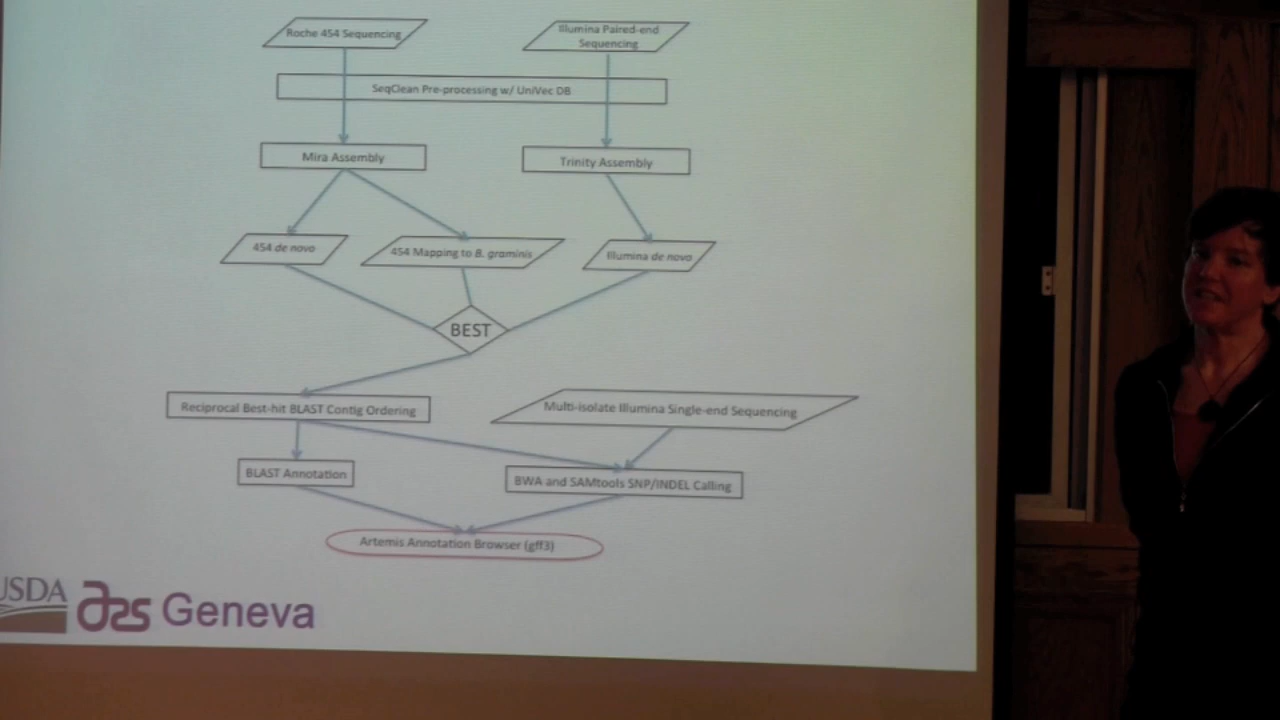 Roche 454 Sequencing
Illumina Paired-end
Sequencing
SeqClean Pre-processing w/ UniVec DB
Mira Assembly
Trinity Assembly
454 de novo
454 Mapping to B. graminis
Illumina de novo
BEST
Reciprocal Best-hit BLAST Contig Ordering
Multi-isolate Illumina Single-end Sequencing
BLAST Annotation
BWA and SAMtools SNP/INDEL Calling
Artemis Annotation Browser (gff3)
USDA
ars Geneva